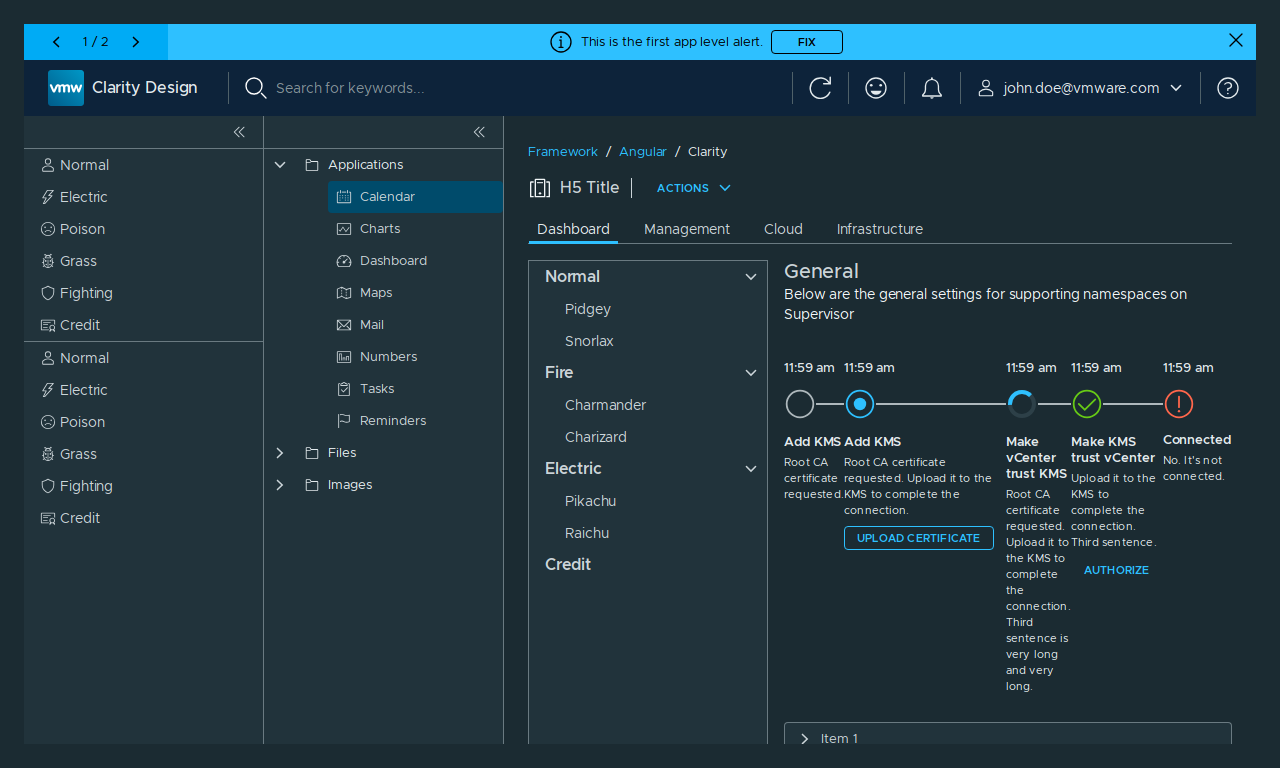 1 / 2
This is the first app level alert.
FIX
vmw
Clarity Design
Search for keywords...
john.doe@vmware.com
Normal
Electric
Poison
Grass
Fighting
Credit
Normal
Electric
Poison
Grass
Fighting
Credit
Applications
Calendar
Charts
Dashboard
Maps
Mail
Numbers
Tasks
Reminders
Files
Images
Framework / Angular / Clarity
H5 Title
ACTIONS
Dashboard
Management
Cloud
Infrastructure
Normal
Pidgey
Snorlax
Fire
Charmander
Charizard
Electric
Pikachu
Raichu
Credit
General
Below are the general settings for supporting namespaces on
Supervisor
11:59 am
Add KMS
Root CA
certificate
requested.
11:59 am
Add KMS
Root CA certificate
requested. Upload it to the
KMS to complete the
connection.
UPLOAD CERTIFICATE
11:59 am
Make
vCenter
trust KMS
Root CA
certificate
requested.
Upload it to
the KMS to
complete
the
connection.
Third
sentence is
very long
and very
long.
11:59 am
Make KMS
trust vCenter
Upload it to the
KMS to
complete the
connection.
Third sentence.
AUTHORIZE
11:59 am
Connected
No. It's not
connected.
Item 1